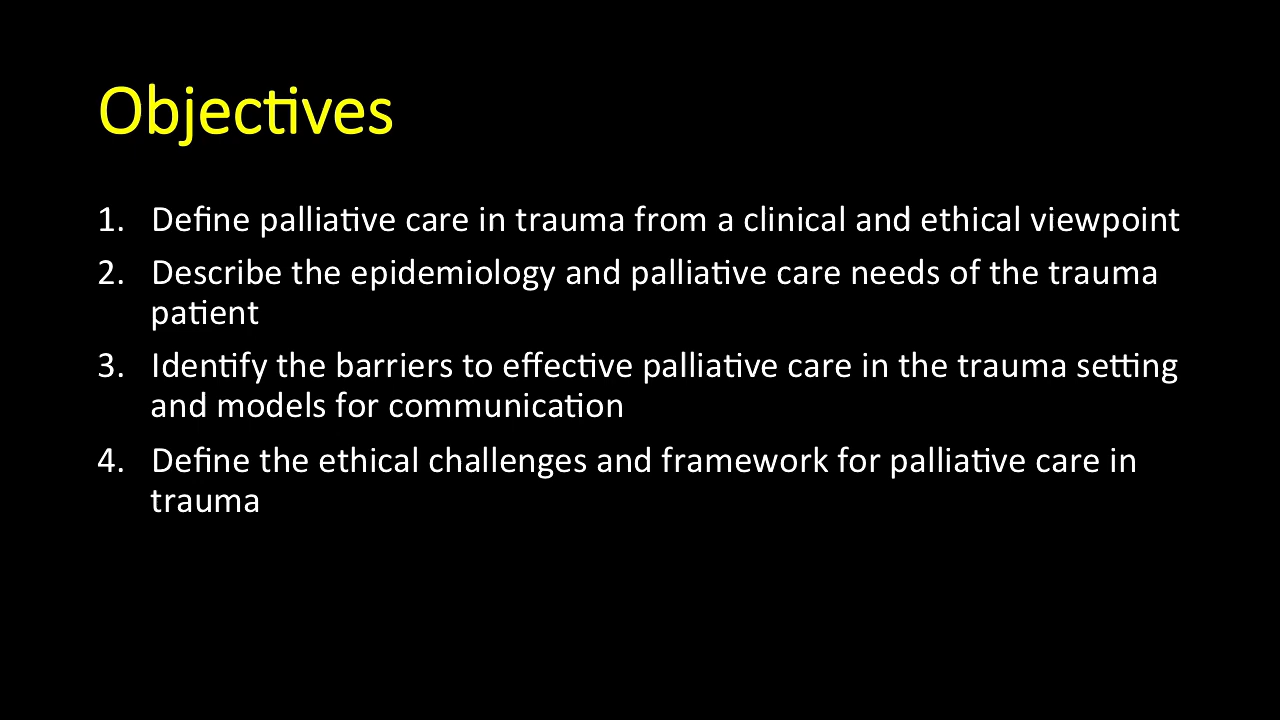 Objectives
1. Define palliative care in trauma from a clinical and ethical viewpoint
2. Describe the epidemiology and palliative care needs of the trauma
patient
3. Identify the barriers to effective palliative care in the trauma setting
and models for communication
4. Define the ethical challenges and framework for palliative care in
trauma